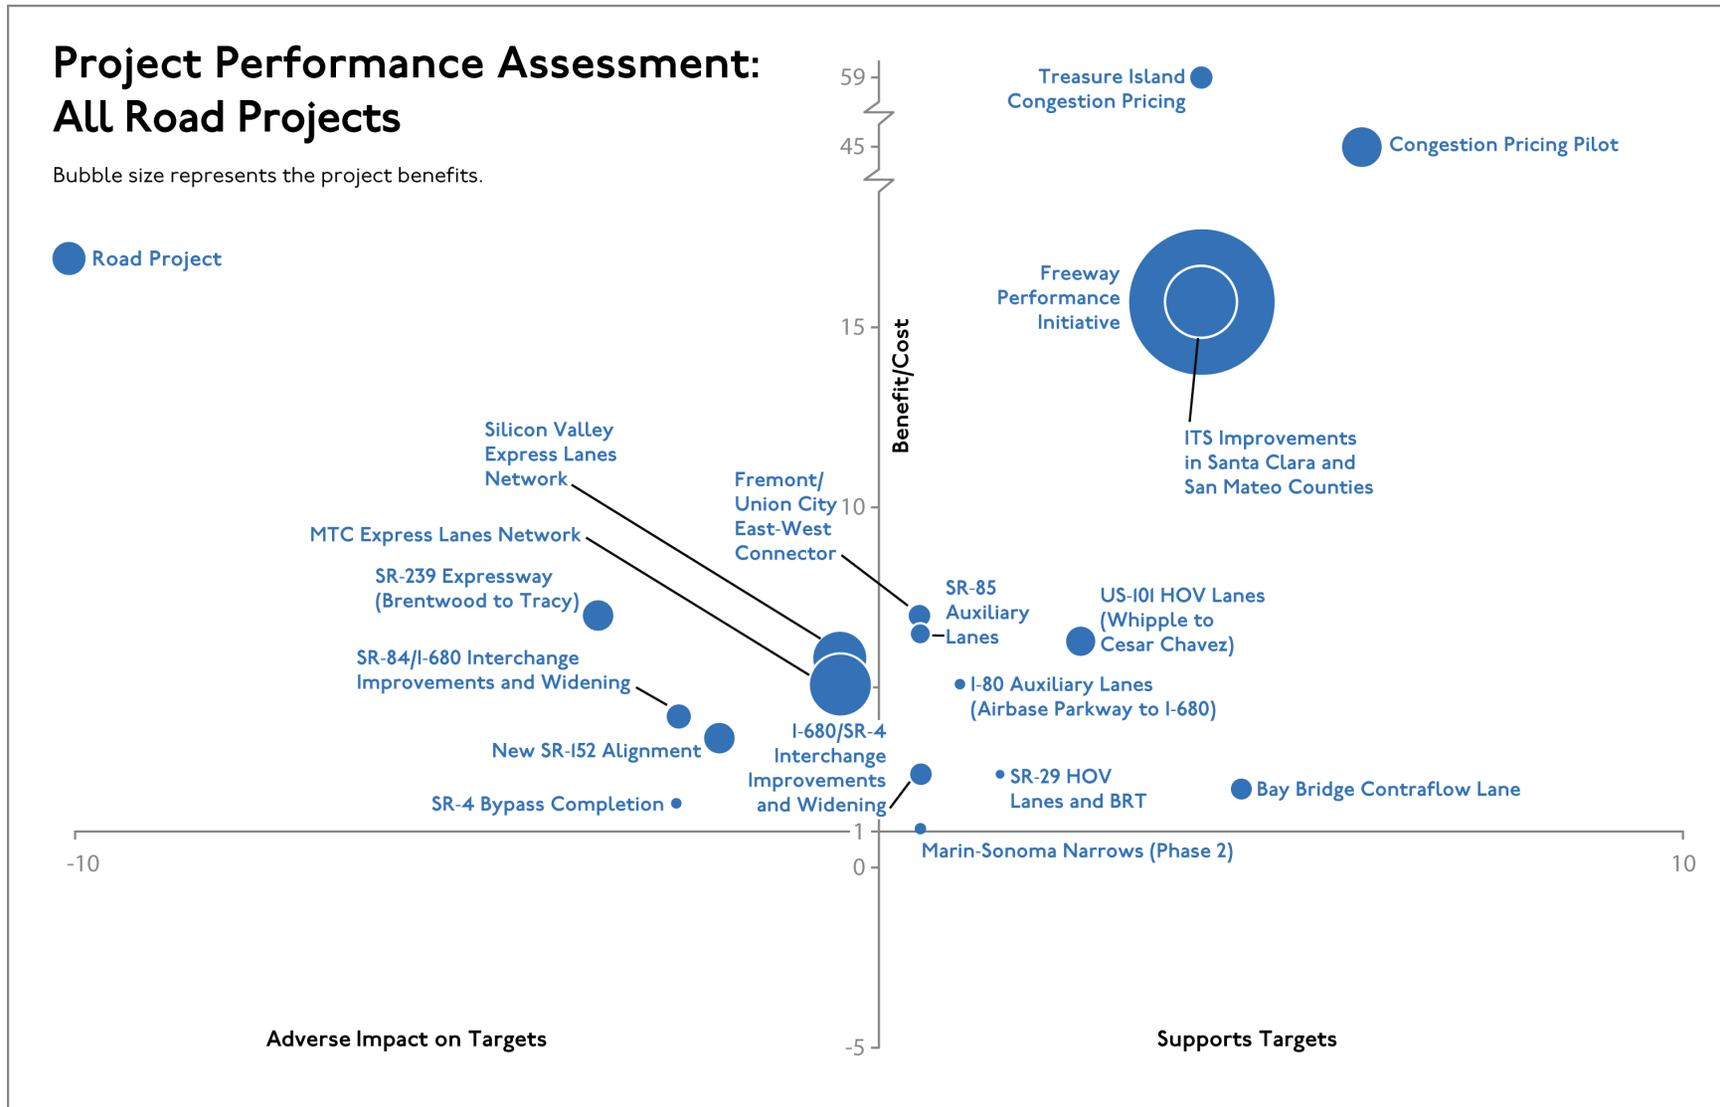 Project Performance Assessment:
All Road Projects
Bubble size represents the project benefits.
Road Project
59
45
15
10
1
0
-5
-10
10
Benefit/Cost
Treasure Island
Congestion Pricing
Congestion Pricing Pilot
Freeway
Performance
Initiative
ITS Improvements
in Santa Clara and
San Mateo Counties
Silicon Valley
Express Lanes
Network
Fremont/
Union City
East-West
Connector
MTC Express Lanes Network
SR-239 Expressway
(Brentwood to Tracy)
SR-85
Auxiliary
Lanes
US-101 HOV Lanes
(Whipple to
Cesar Chavez)
SR-84/I-680 Interchange
Improvements and Widening
I-80 Auxiliary Lanes
(Airbase Parkway to I-680)
New SR-152 Alignment
I-680/SR-4
Interchange
Improvements
and Widening
SR-29 HOV
Lanes and BRT
Bay Bridge Contraflow Lane
SR-4 Bypass Completion
Marin-Sonoma Narrows (Phase 2)
Adverse Impact on Targets
Supports Targets